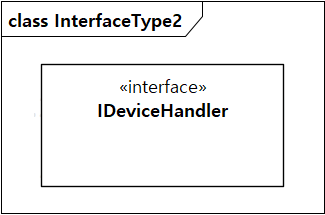 class InterfaceType2
«interface»
IDeviceHandler